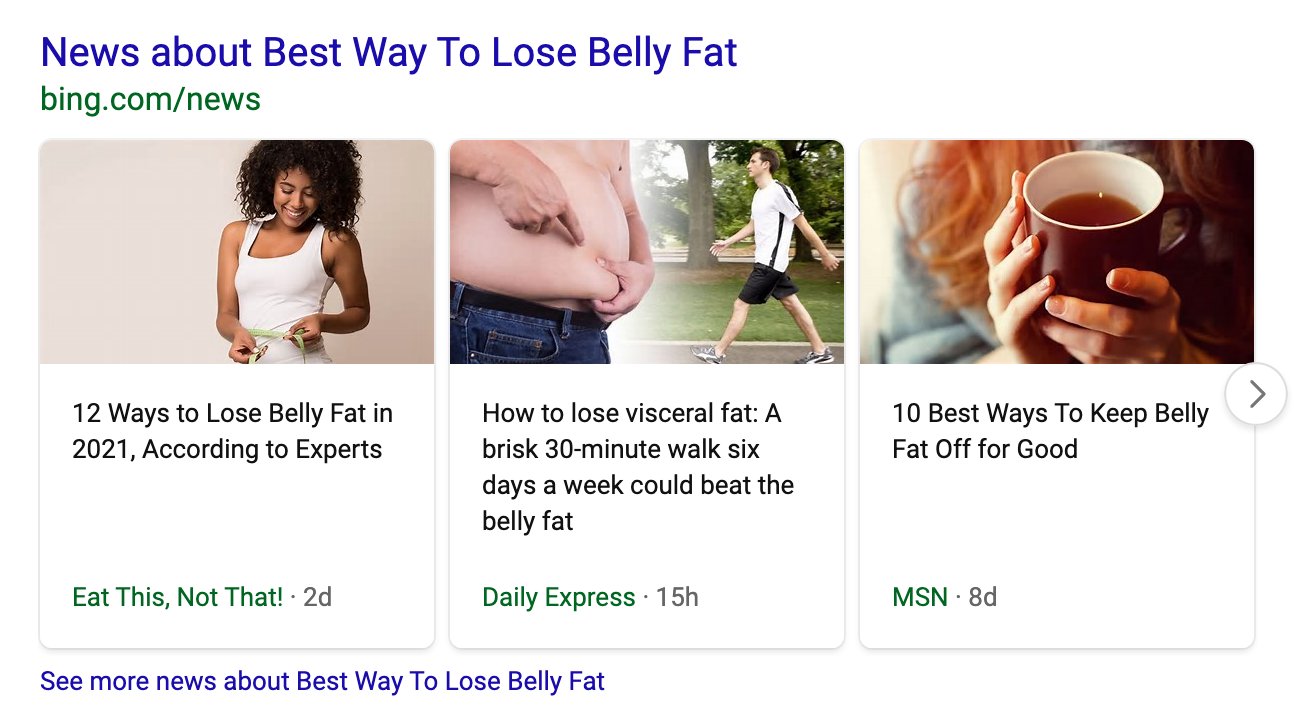 News about Best Way To Lose Belly Fat
bing.com/news
12 Ways to Lose Belly Fat in
2021, According to Experts
Eat This, Not That! · 2d
How to lose visceral fat: A
brisk 30-minute walk six
days a week could beat the
belly fat
Daily Express · 15h
10 Best Ways To Keep Belly
Fat Off for Good
MSN · 8d
See more news about Best Way To Lose Belly Fat